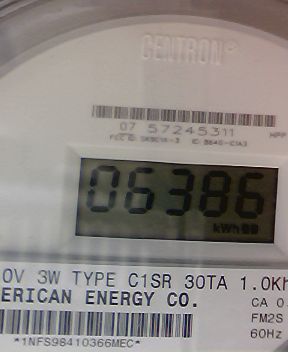 CENTRON®
07 57245311
06386
kWh
0V 3W TYPE C1SR 30TA 1.0Kh
ERICAN ENERGY CO.
CA 0.
FM2S
60Hz
*1NFS98410366MEC*